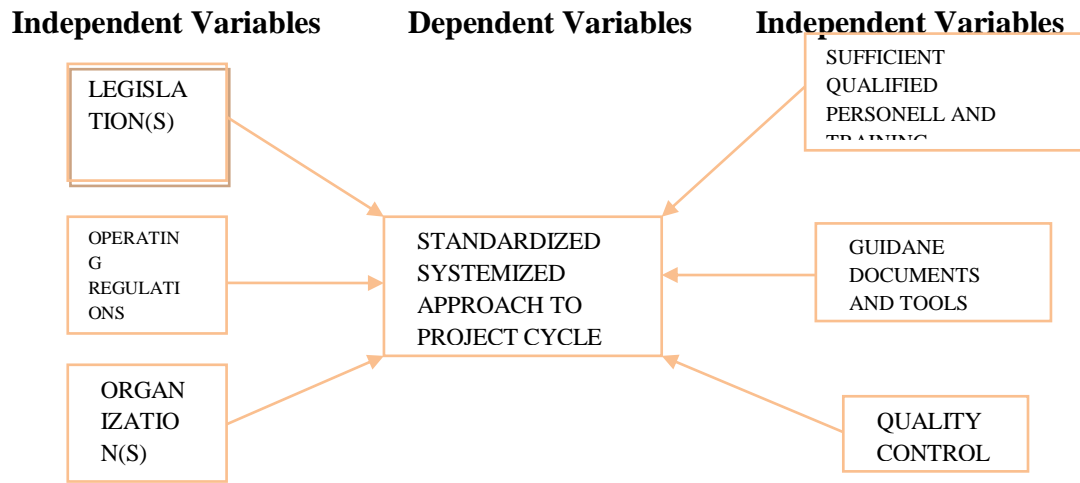 Independent Variables
Dependent Variables
Independent Variables
LEGISLA
TION(S)
OPERATIN
G
REGULATI
ONS
ORGAN
IZATIO
N(S)
STANDARDIZED
SYSTEMIZED
APPROACH TO
PROJECT CYCLE
SUFFICIENT
QUALIFIED
PERSONELL AND
TRAINING
GUIDANE
DOCUMENTS
AND TOOLS
QUALITY
CONTROL